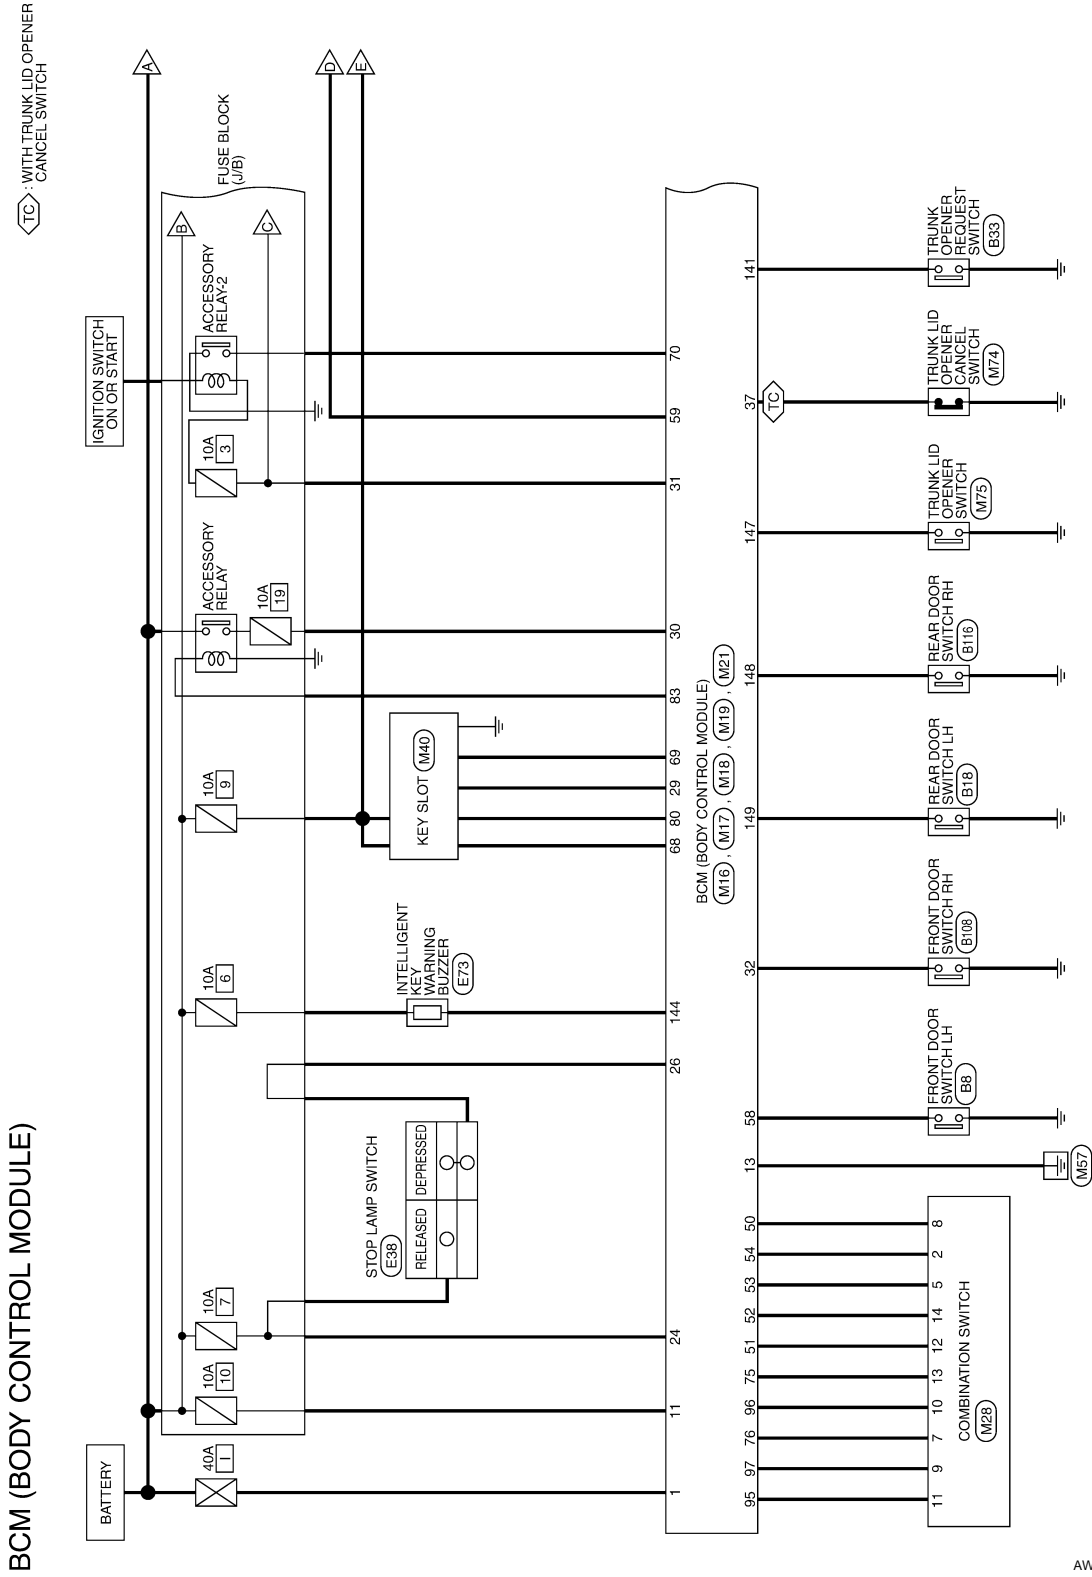 BCM (BODY CONTROL MODULE)
TC
: WITH TRUNK LID OPENER
CANCEL SWITCH
BATTERY
IGNITION SWITCH
ON OR START
A
40A
I
10A
10
10A
7
10A
6
10A
9
ACCESSORY
RELAY
10A
19
10A
3
ACCESSORY
RELAY-2
B
C
FUSE BLOCK
(J/B)
D
E
STOP LAMP SWITCH
E38
RELEASED
DEPRESSED
INTELLIGENT
KEY
WARNING
BUZZER
E73
KEY SLOT
M40
1
11
24
26
144
68
80
29
69
83
30
31
59
70
BCM (BODY CONTROL MODULE)
M16 , M17 , M18 , M19 , M21
95
97
76
96
75
51
52
53
54
50
13
58
32
149
148
147
37
141
TC
11
9
7
10
13
12
14
5
2
8
COMBINATION SWITCH
M28
M57
FRONT DOOR
SWITCH LH
B8
FRONT DOOR
SWITCH RH
B108
REAR DOOR
SWITCH LH
B18
REAR DOOR
SWITCH RH
B116
TRUNK LID
OPENER
SWITCH
M75
TRUNK LID
OPENER
CANCEL
SWITCH
M74
TRUNK
OPENER
REQUEST
SWITCH
B33
AW